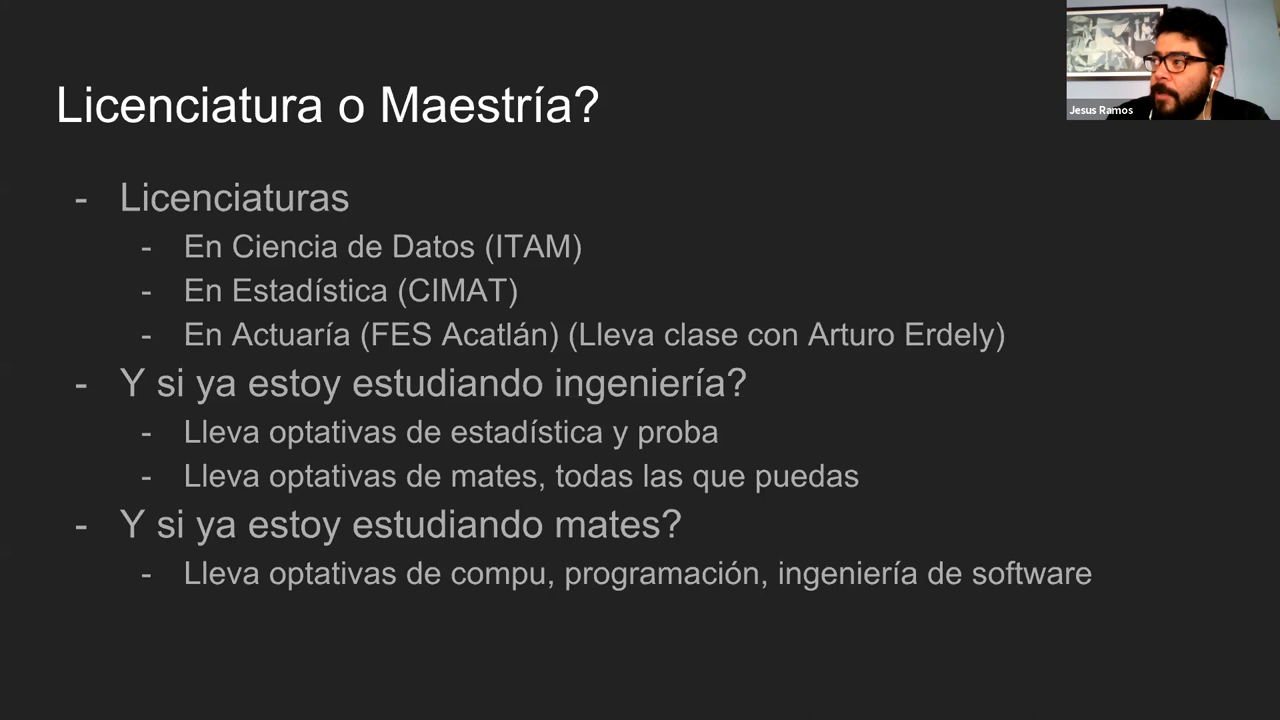 Licenciatura o Maestría?
Jesus Ramos
- Licenciaturas
- En Ciencia de Datos (ITAM)
- En Estadística (CIMAT)
- En Actuaría (FES Acatlán) (Lleva clase con Arturo Erdely)
- Y si ya estoy estudiando ingeniería?
- Lleva optativas de estadística y proba
- Lleva optativas de mates, todas las que puedas
- Y si ya estoy estudiando mates?
- Lleva optativas de compu, programación, ingeniería de software